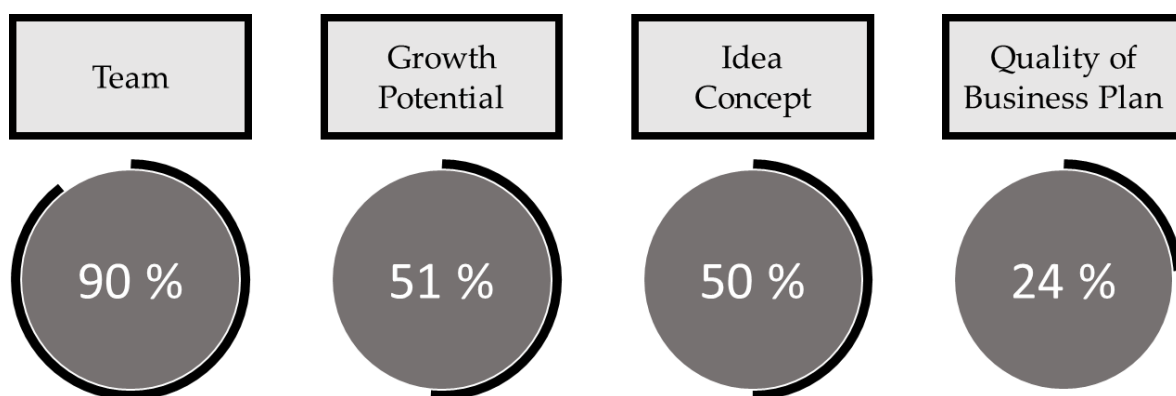 Team
Growth
Potential
Idea
Concept
Quality of
Business Plan
90 %
51 %
50 %
24 %